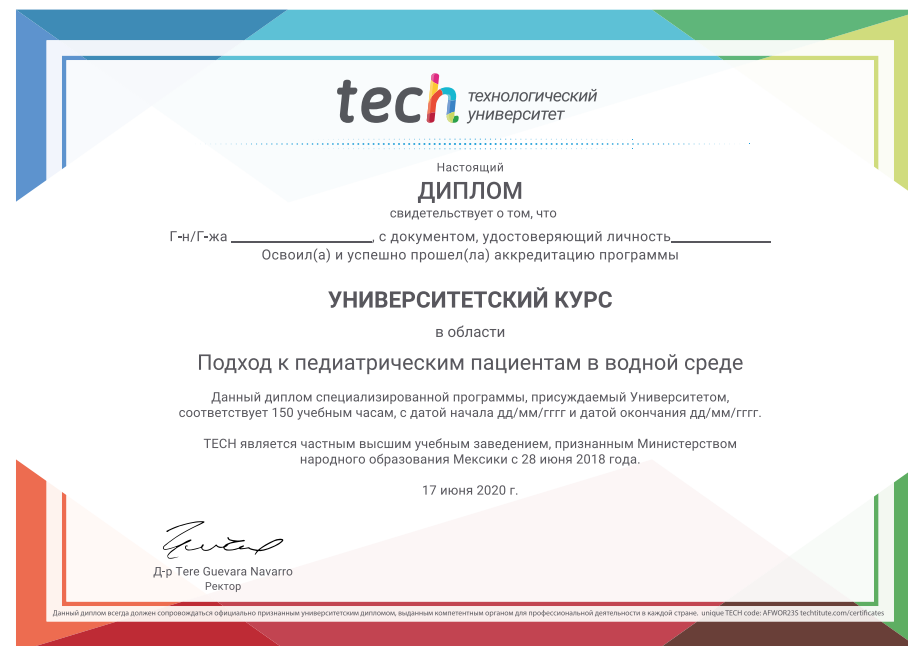 tech технологический
университет
Настоящий
ДИПЛОМ
свидетельствует о том, что
Г-н/Г-жа , с документом, удостоверяющий личность
Освоил(а) и успешно прошел(ла) аккредитацию программы
УНИВЕРСИТЕТСКИЙ КУРС
в области
Подход к педиатрическим пациентам в водной среде
Данный диплом специализированной программы, присуждаемый Университетом,
соответствует 150 учебным часам, с датой начала дд/мм/гггг и датой окончания дд/мм/гггг.
TECH является частным высшим учебным заведением, признанным Министерством
народного образования Мексики с 28 июня 2018 года.
17 июня 2020 г.
Д-р Tere Guevara Navarro
Ректор
Данный диплом всегда должен сопровождаться официально признанным университетским дипломом, выданным компетентным органом для профессиональной деятельности в каждой стране. unique TECH code: AFWOR23S techtitute.com/certificates